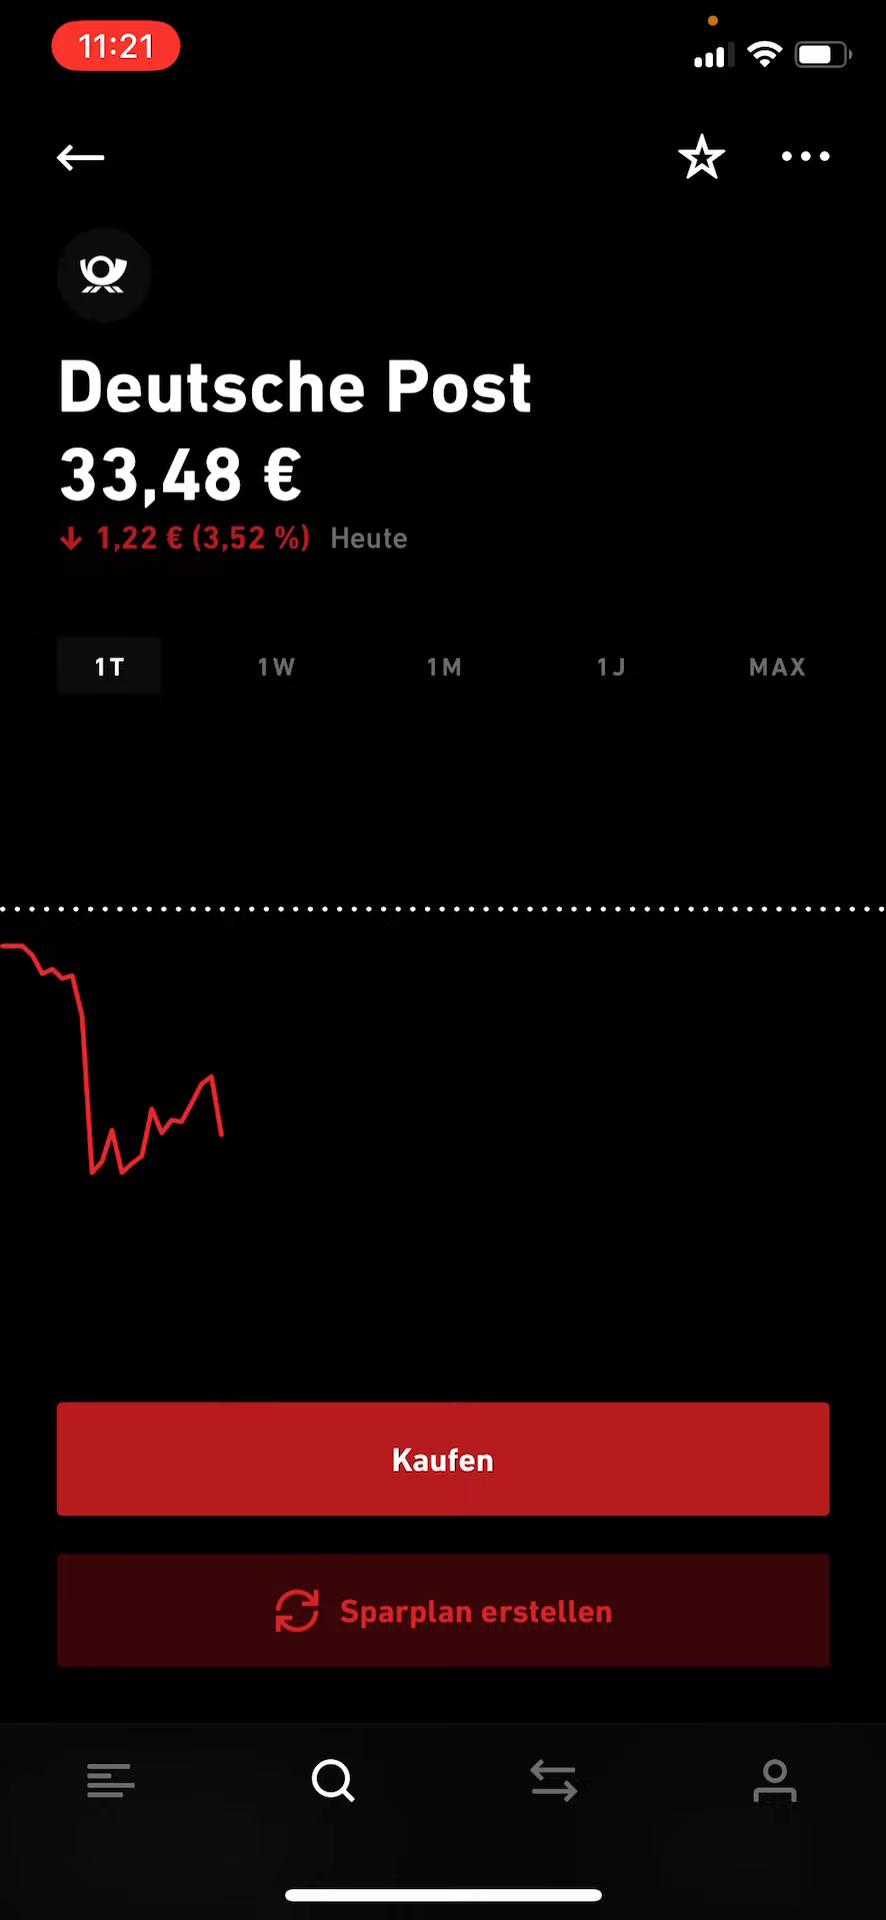 11:21
Deutsche Post
33,48 €
↓ 1,22 € (3,52 %) Heute
1T 1W 1M 1J MAX
Kaufen
Sparplan erstellen